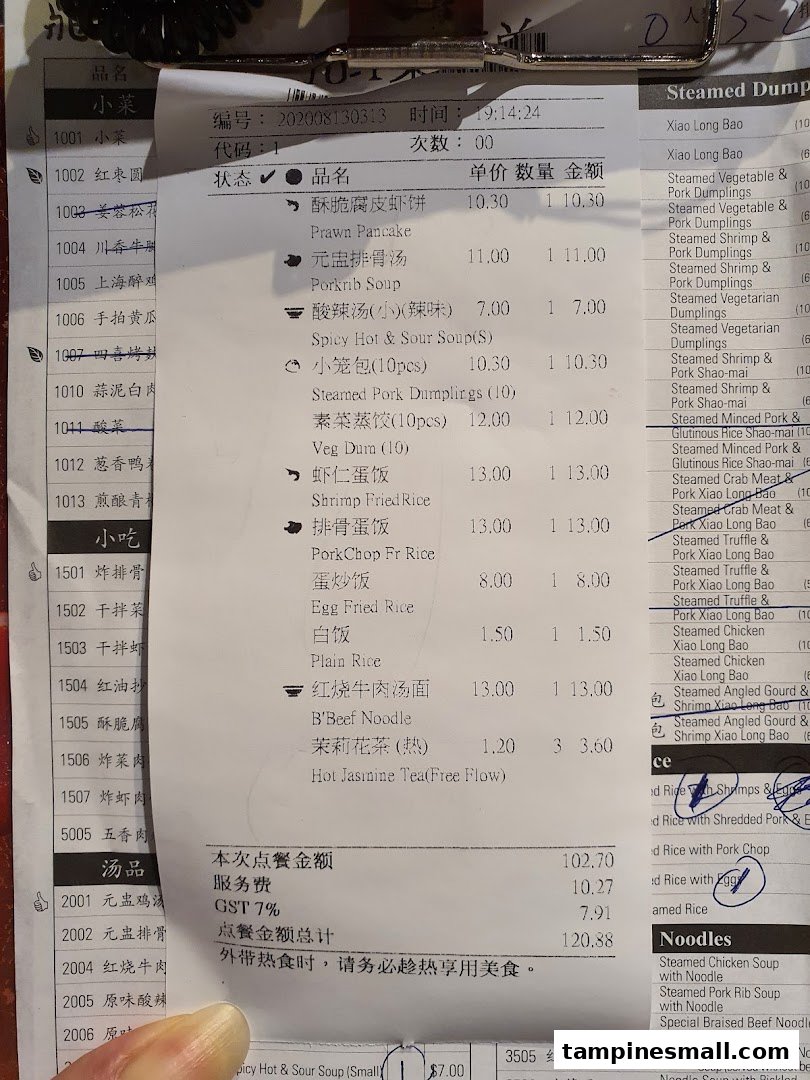 品名
小菜
1001 小菜
1002 红枣圆
1003 姜蓉松花
1004 川香牛腱
1005 上海醉鸡
1006 手拍黄瓜
1007 四喜烤麸
1010 蒜泥白肉
1011 酸菜
1012 葱香鸭
1013 煎酿青椒
小吃
1501 炸排骨
1502 干拌菜
1503 干拌虾
1504 红油抄
1505 酥脆腐
1506 炸菜肉
1507 炸虾肉
5005 五香肉
汤品
2001 元盅鸡汤
2002 元盅排骨
2004 红烧牛肉
2005 原味酸辣
2006 原味
编号：202008130313 时间：19:14:24
代码：1 次数：00
状态 ✓ ● 品名 单价 数量 金额
酥脆腐皮虾饼 10.30 1 10.30
Prawn Pancake
元盅排骨汤 11.00 1 11.00
Porkrib Soup
酸辣汤(小)(辣味) 7.00 1 7.00
Spicy Hot & Sour Soup(S)
小笼包(10pcs) 10.30 1 10.30
Steamed Pork Dumplings (10)
素菜蒸饺(10pcs) 12.00 1 12.00
Veg Dum (10)
虾仁蛋饭 13.00 1 13.00
Shrimp FriedRice
排骨蛋饭 13.00 1 13.00
PorkChop Fr Rice
蛋炒饭 8.00 1 8.00
Egg Fried Rice
白饭 1.50 1 1.50
Plain Rice
红烧牛肉汤面 13.00 1 13.00
B'Beef Noodle
茉莉花茶 (热) 1.20 3 3.60
Hot Jasmine Tea(Free Flow)
本次点餐金额 102.70
服务费 10.27
GST 7% 7.91
点餐金额总计 120.88
外带热食时，请务必趁热享用美食。
Spicy Hot & Sour Soup (Small) 1 $7.00
Steamed Dump
Xiao Long Bao (10
Xiao Long Bao (6
Steamed Vegetable &
Pork Dumplings
Steamed Vegetable &
Pork Dumplings
Steamed Shrimp &
Pork Dumplings
Steamed Shrimp &
Pork Dumplings
Steamed Vegetarian
Dumplings
Steamed Vegetarian
Dumplings
Steamed Shrimp &
Pork Shao-mai
Steamed Shrimp &
Pork Shao-mai
Steamed Minced Pork &
Glutinous Rice Shao-mai (10
Steamed Minced Pork &
Glutinous Rice Shao-mai (6
Steamed Crab Meat &
Pork Xiao Long Bao (10
Steamed Crab Meat &
Pork Xiao Long Bao (6
Steamed Truffle &
Pork Xiao Long Bao
Steamed Truffle &
Pork Xiao Long Bao
Steamed Truffle &
Pork Xiao Long Bao
Steamed Chicken
Xiao Long Bao (10
Steamed Chicken
Xiao Long Bao
包 Steamed Angled Gourd &
Shrimp Xiao Long Bao (10
包 Steamed Angled Gourd &
Shrimp Xiao Long Bao (6
ce
ed Rice with Shrimps & Eggs
1
d Rice with Shredded Pork & E
d Rice with Pork Chop
ed Rice with Eggs 1
amed Rice
Noodles
Steamed Chicken Soup
with Noodle
Steamed Pork Rib Soup
with Noodle
Special Braised Beef Noodl
3505
tampinesmall.com